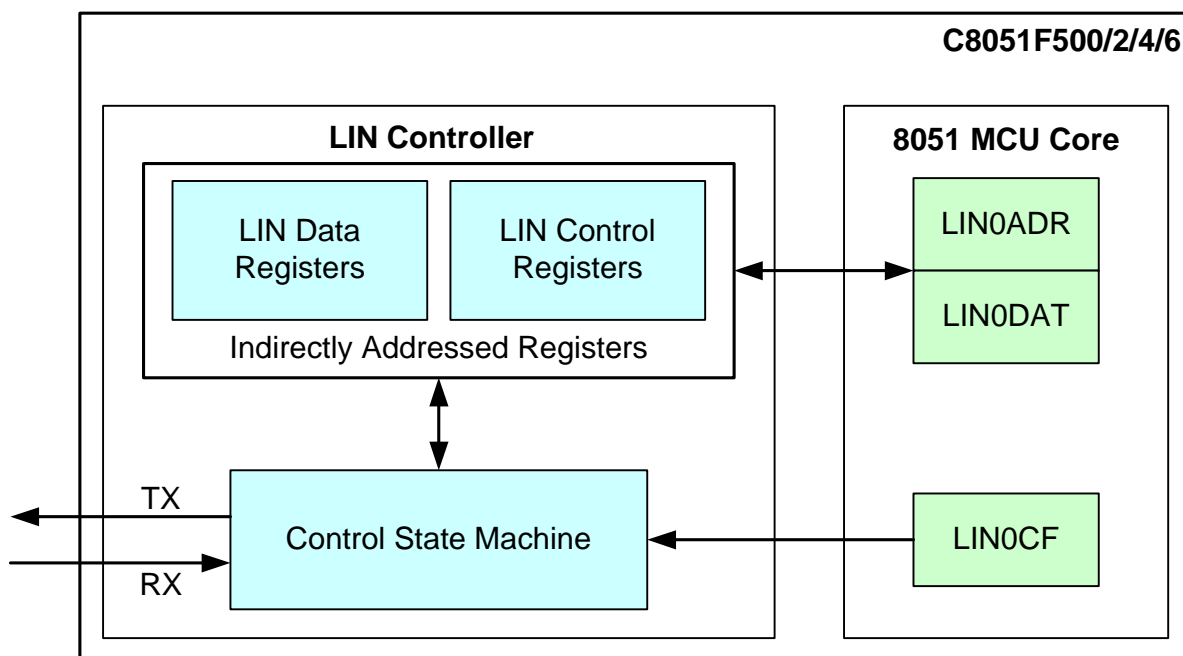 C8051F500/2/4/6
LIN Controller
8051 MCU Core
LIN Data
Registers
LIN Control
Registers
Indirectly Addressed Registers
LIN0ADR
LIN0DAT
TX
RX
Control State Machine
LIN0CF